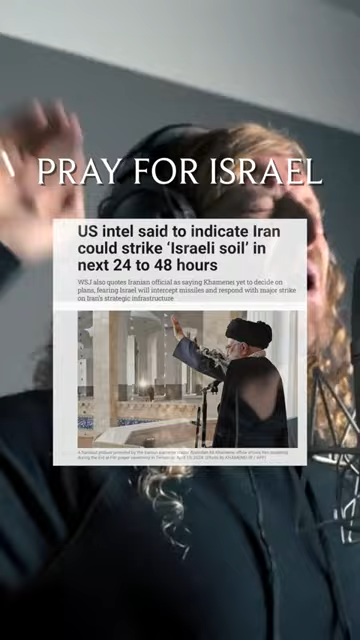 PRAY FOR ISRAEL
US intel said to indicate Iran
could strike ‘Israeli soil’ in
next 24 to 48 hours
WSJ also quotes Iranian official as saying Khamenei yet to decide on
plans, fearing Israel will intercept missiles and respond with major strike
on Iran's strategic infrastructure